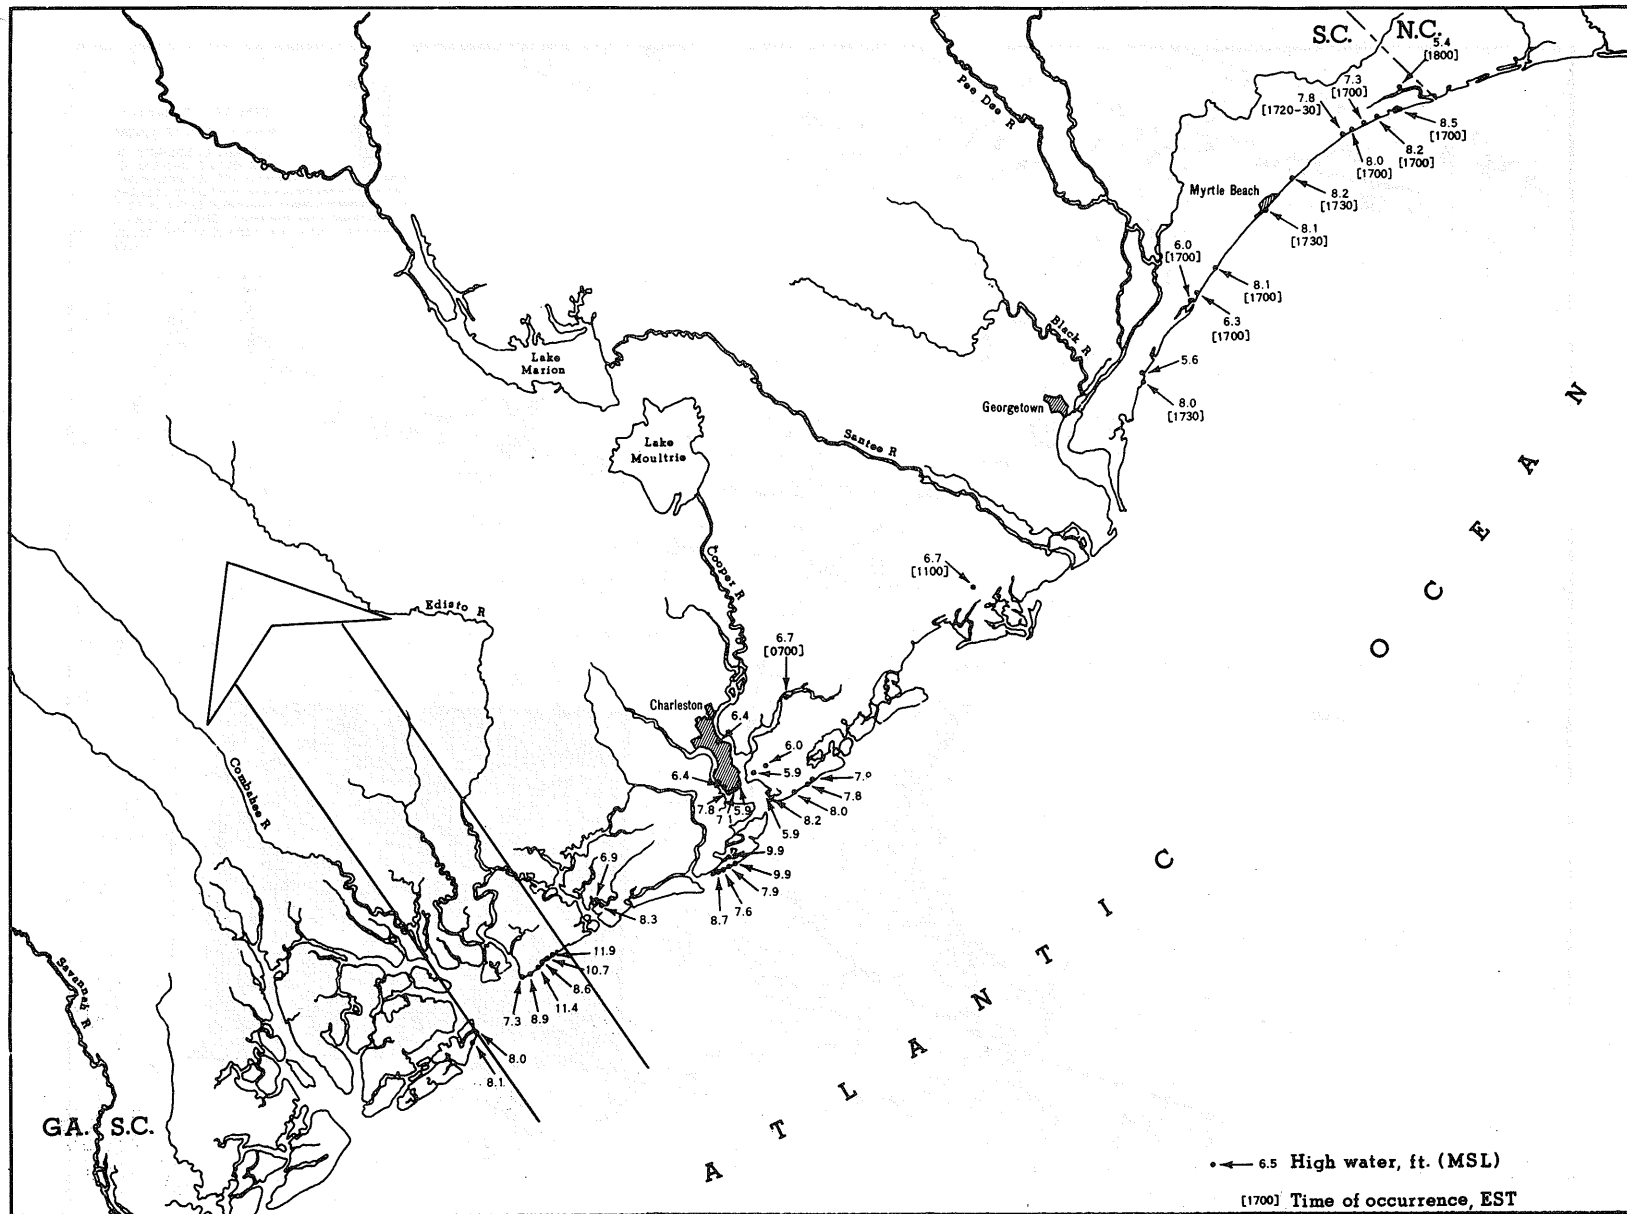 S.C. N.C.
5.4
[1800]
7.3
[1700]
7.8
[1720-30]
8.5
[1700]
8.2
[1700]
8.0
[1700]
Pee Dee R
Myrtle Beach
8.2
[1730]
8.1
[1730]
6.0
[1700]
8.1
[1700]
6.3
[1700]
Black R
5.6
8.0
[1730]
Georgetown
Lake
Marion
Lake
Moultrie
Santee R
Cooper R
6.7
[1100]
Edisto R
6.7
[0700]
Charleston
6.4
6.0
5.9
6.4
7.8
5.9
7.8
8.0
8.2
5.9
Combahee R
9.9
9.9
7.9
7.6
8.7
6.9
8.3
11.9
10.7
8.6
11.4
8.9
7.3
8.0
8.1
Savannah R
GA. S.C.
ATLANTIC OCEAN
6.5 High water, ft. (MSL)
[1700] Time of occurrence, EST